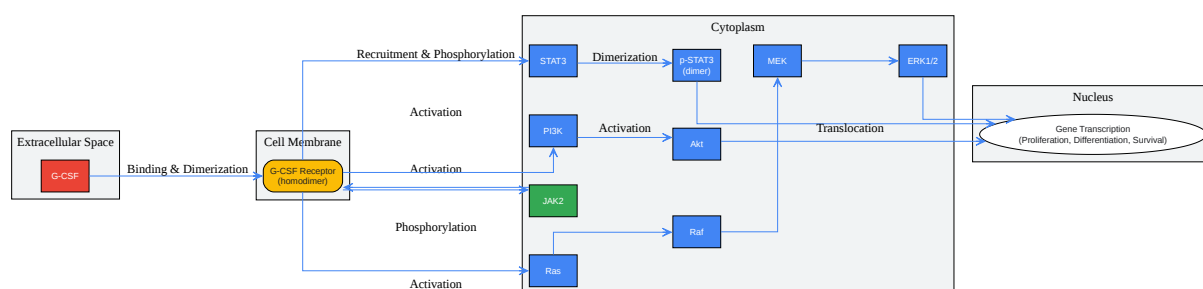 Cytoplasm
Recruitment & Phosphorylation
STAT3
Dimerization
p-STAT3
(dimer)
MEK
ERK1/2
Nucleus
Activation
PI3K
Activation
Translocation
Gene Transcription
(Proliferation, Differentiation, Survival)
Extracellular Space
Cell Membrane
Akt
G-CSF
Binding & Dimerization
G-CSF Receptor
(homodimer)
Activation
JAK2
Phosphorylation
Raf
Ras
Activation